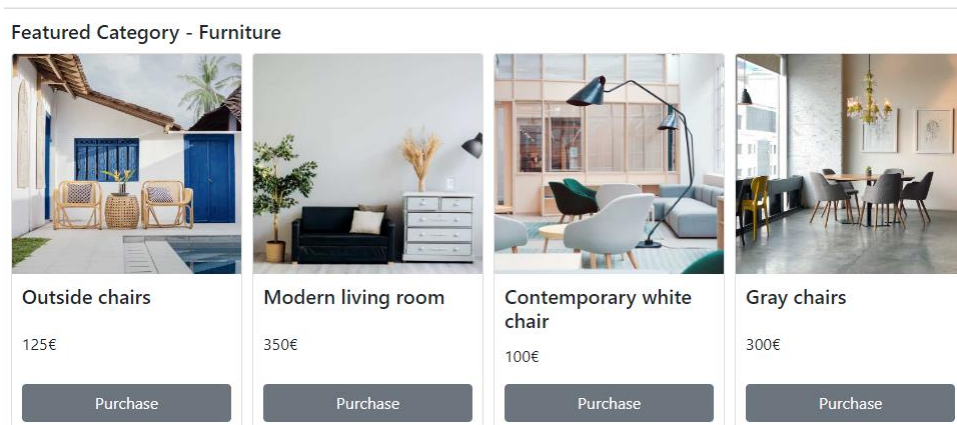 Featured Category - Furniture
Outside chairs
125€
Purchase
Modern living room
350€
Purchase
Contemporary white
chair
100€
Purchase
Gray chairs
300€
Purchase